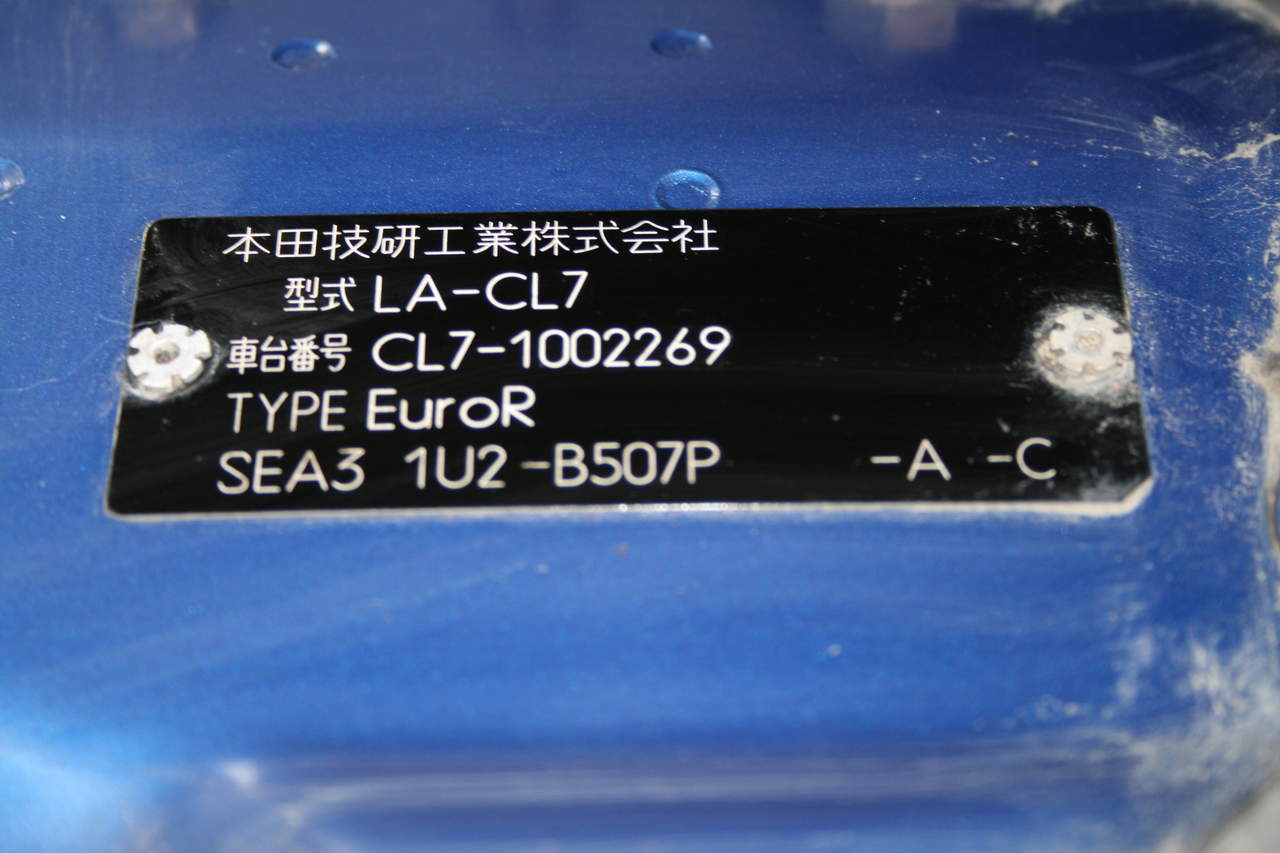 本田技研工業株式会社
型式 LA-CL7
車台番号 CL7-1002269
TYPE EuroR
SEA3 1U2-B507P -A -C